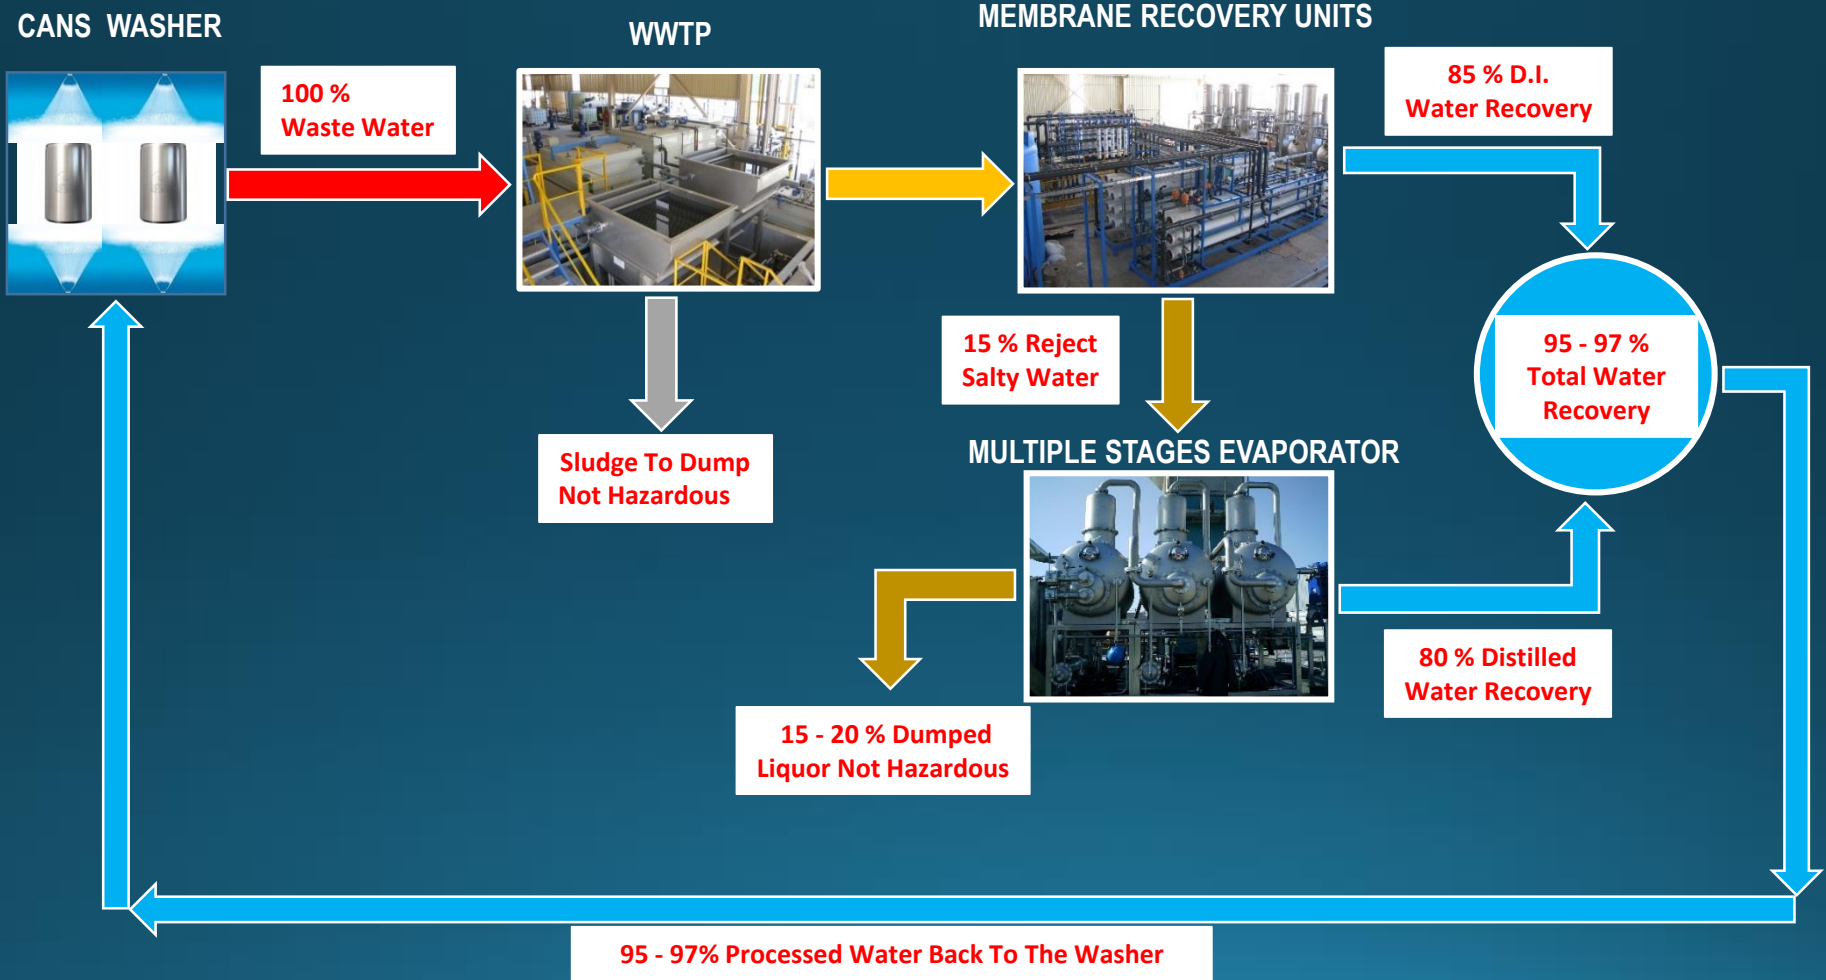 CANS WASHER
WWTP
MEMBRANE RECOVERY UNITS
100 %
Waste Water
85 % D.I.
Water Recovery
15 % Reject
Salty Water
95 - 97 %
Total Water
Recovery
Sludge To Dump
Not Hazardous
MULTIPLE STAGES EVAPORATOR
80 % Distilled
Water Recovery
15 - 20 % Dumped
Liquor Not Hazardous
95 - 97% Processed Water Back To The Washer